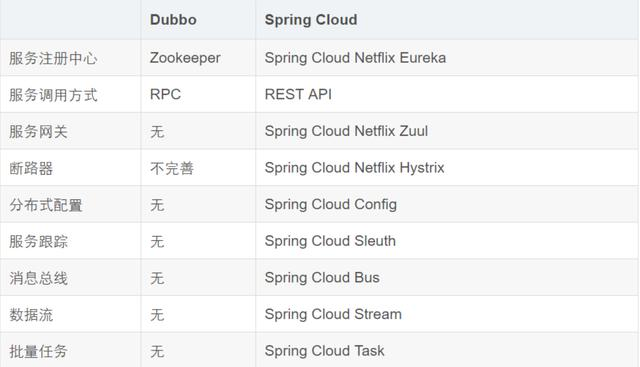 Dubbo Spring Cloud
服务注册中心 Zookeeper Spring Cloud Netflix Eureka
服务调用方式 RPC REST API
服务网关 无 Spring Cloud Netflix Zuul
断路器 不完善 Spring Cloud Netflix Hystrix
分布式配置 无 Spring Cloud Config
服务跟踪 无 Spring Cloud Sleuth
消息总线 无 Spring Cloud Bus
数据流 无 Spring Cloud Stream
批量任务 无 Spring Cloud Task